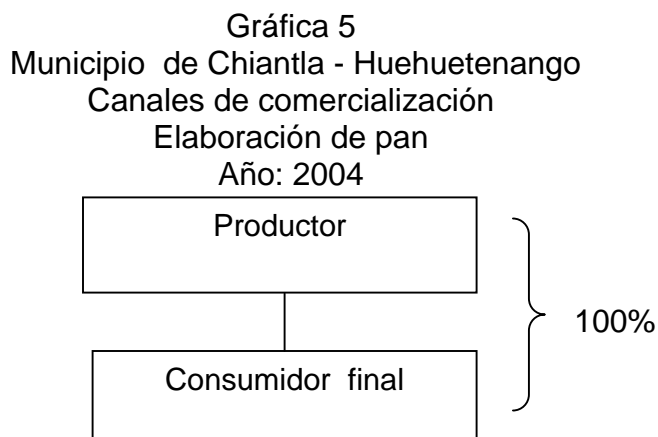 Gráfica 5
Municipio de Chiantla - Huehuetenango
Canales de comercialización
Elaboración de pan
Año: 2004
Productor
100%
Consumidor final